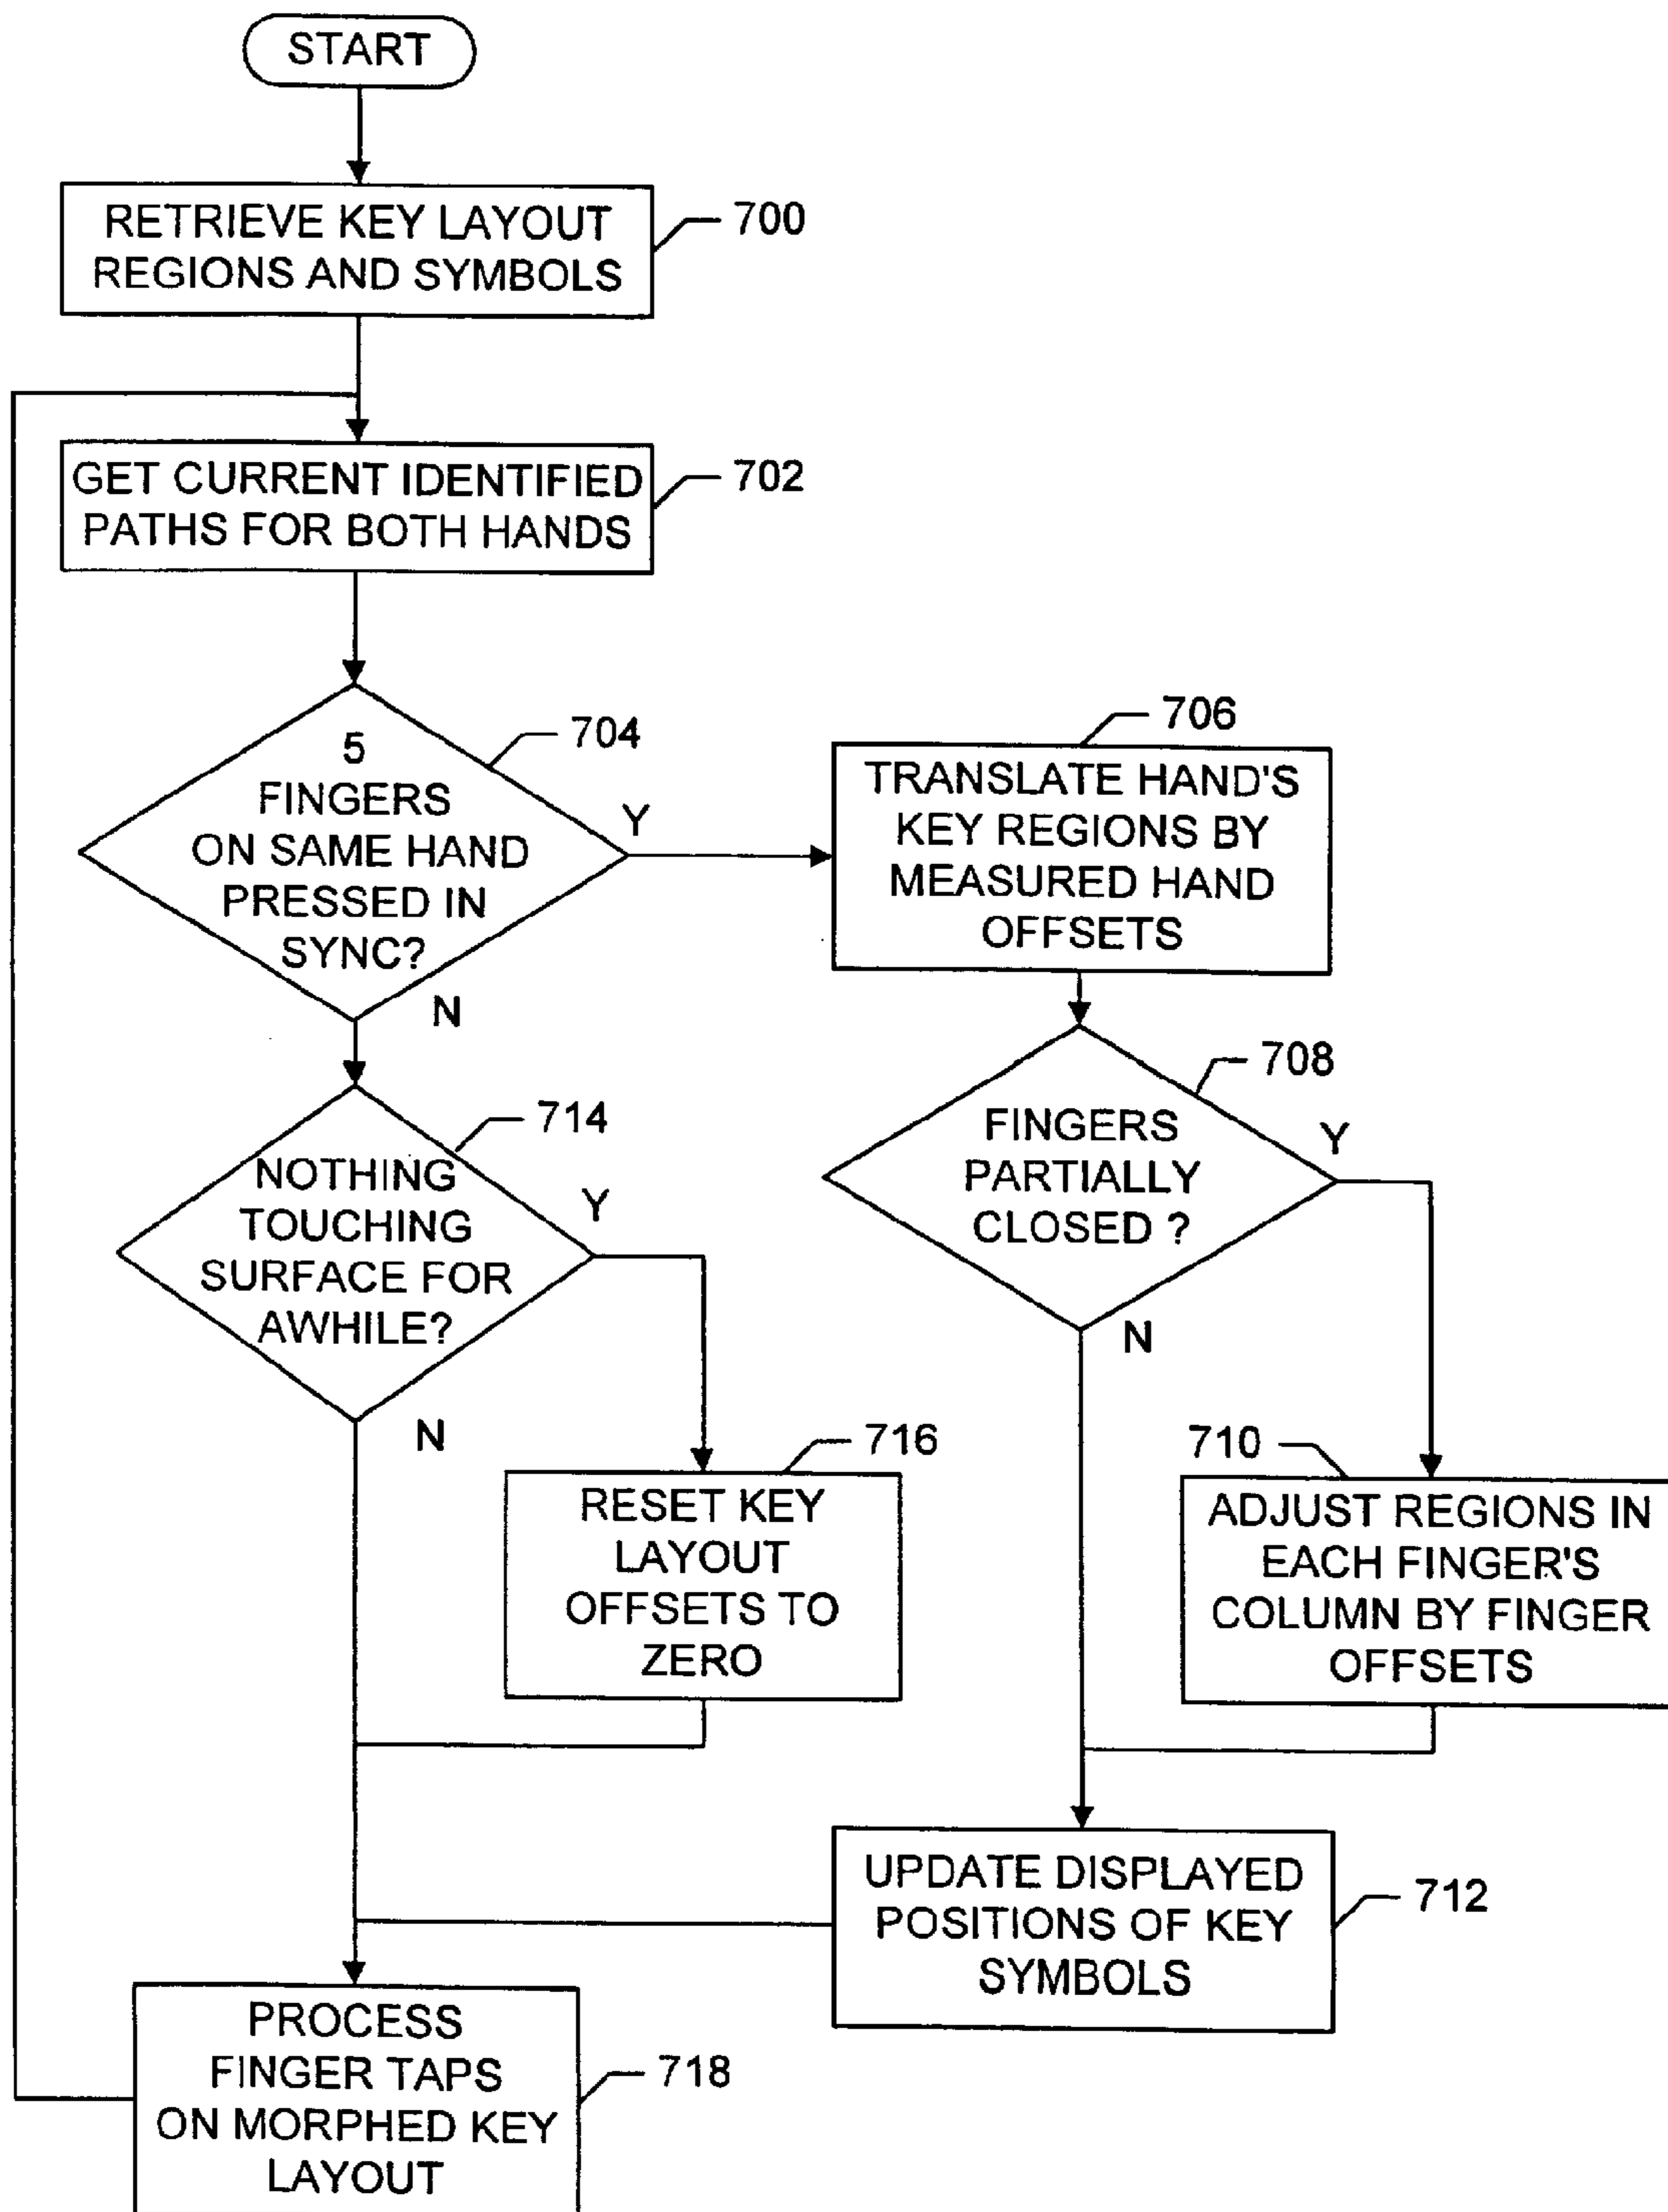 START
RETRIEVE KEY LAYOUT
REGIONS AND SYMBOLS
700
GET CURRENT IDENTIFIED
PATHS FOR BOTH HANDS
702
5
FINGERS
ON SAME HAND
PRESSED IN
SYNC?
704
Y
N
706
TRANSLATE HAND'S
KEY REGIONS BY
MEASURED HAND
OFFSETS
708
FINGERS
PARTIALLY
CLOSED ?
Y
N
714
NOTHING
TOUCHING
SURFACE FOR
AWHILE?
Y
N
716
RESET KEY
LAYOUT
OFFSETS TO
ZERO
710
ADJUST REGIONS IN
EACH FINGER'S
COLUMN BY FINGER
OFFSETS
UPDATE DISPLAYED
POSITIONS OF KEY
SYMBOLS
712
PROCESS
FINGER TAPS
ON MORPHED KEY
LAYOUT
718